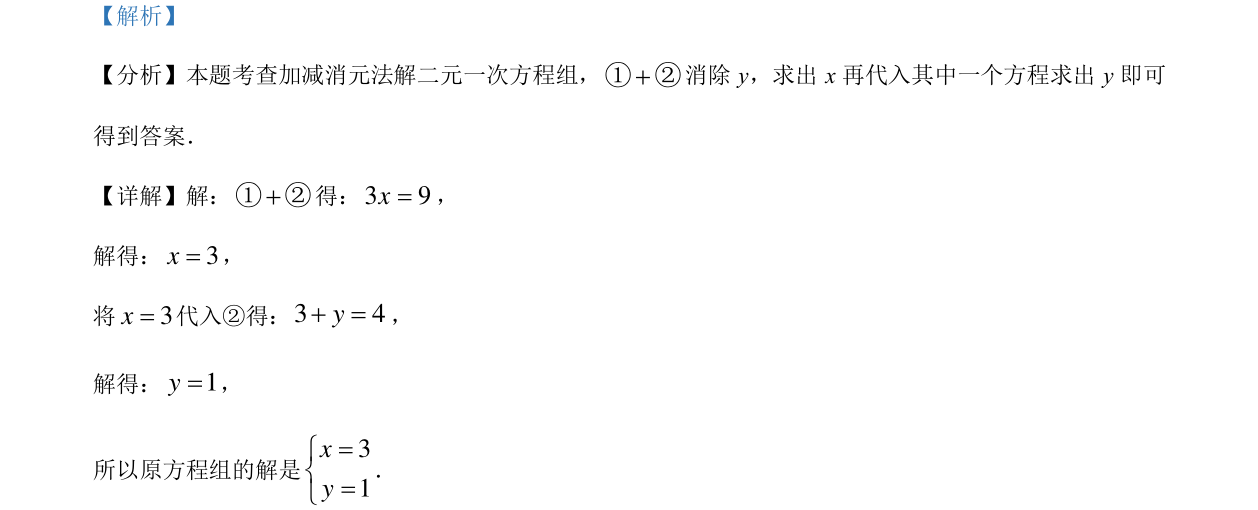 【解析】
【分析】本题考查加减消元法解二元一次方程组，①+②消除 y，求出 x 再代入其中一个方程求出 y 即可
得到答案．
【详解】解：①+②得：3x = 9，
解得：x = 3，
将 x = 3代入②得：3 + y = 4，
解得：y = 1，
所以原方程组的解是{x = 3
y = 1．